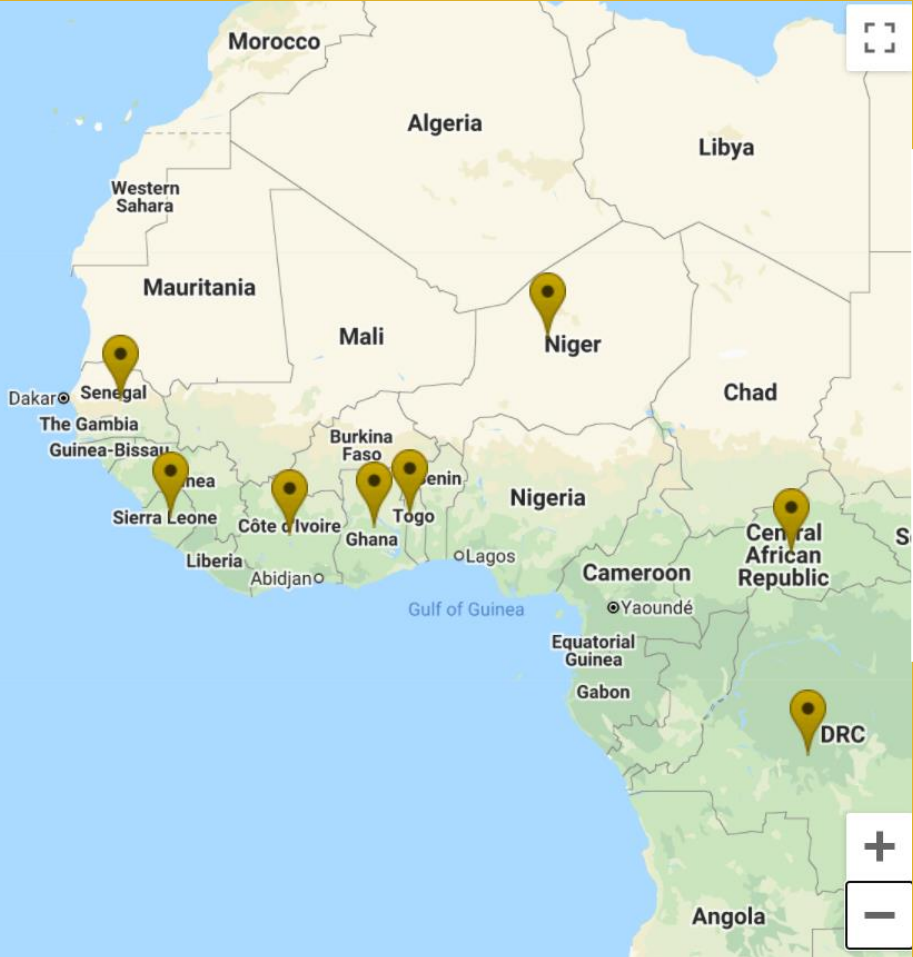 Morocco
Algeria
Libya
Western
Sahara
Mauritania
Mali
Niger
Chad
Dakar
Senegal
The Gambia
Guinea-Bissau
Burkina
Faso
nea
enin
Nigeria
Sierra Leone
Côte d'Ivoire
Togo
Ghana
Central
African
Republic
S
Liberia
Abidjan
Lagos
Cameroon
Gulf of Guinea
Yaoundé
Equatorial
Guinea
Gabon
DRC
+
−
Angola